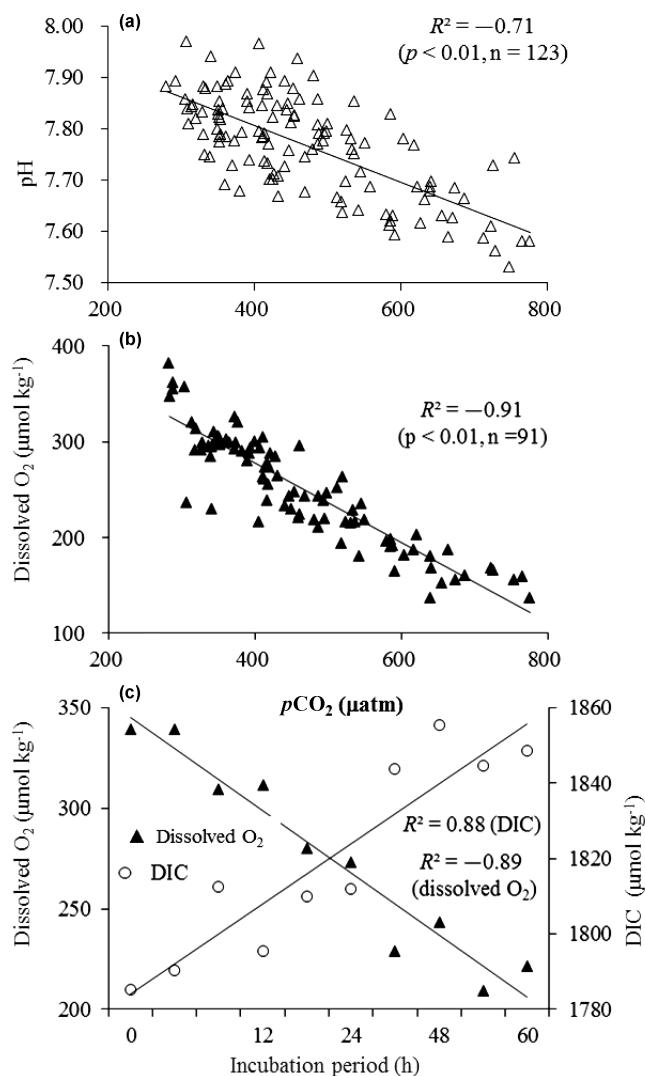 (a)
R² = —0.71
(p < 0.01, n = 123)
8.00
7.90
7.80
7.70
7.60
7.50
pH
200 400 600 800
(b)
R² = —0.91
(p < 0.01, n =91)
400
300
200
100
Dissolved O₂ (µmol kg⁻¹)
200 400 600 800
pCO₂ (µatm)
(c)
350
300
250
200
Dissolved O₂ (µmol kg⁻¹)
1860
1840
1820
1800
1780
DIC (µmol kg⁻¹)
▲ Dissolved O₂
○ DIC
R² = 0.88 (DIC)
R² = —0.89
(dissolved O₂)
0 12 24 48 60
Incubation period (h)